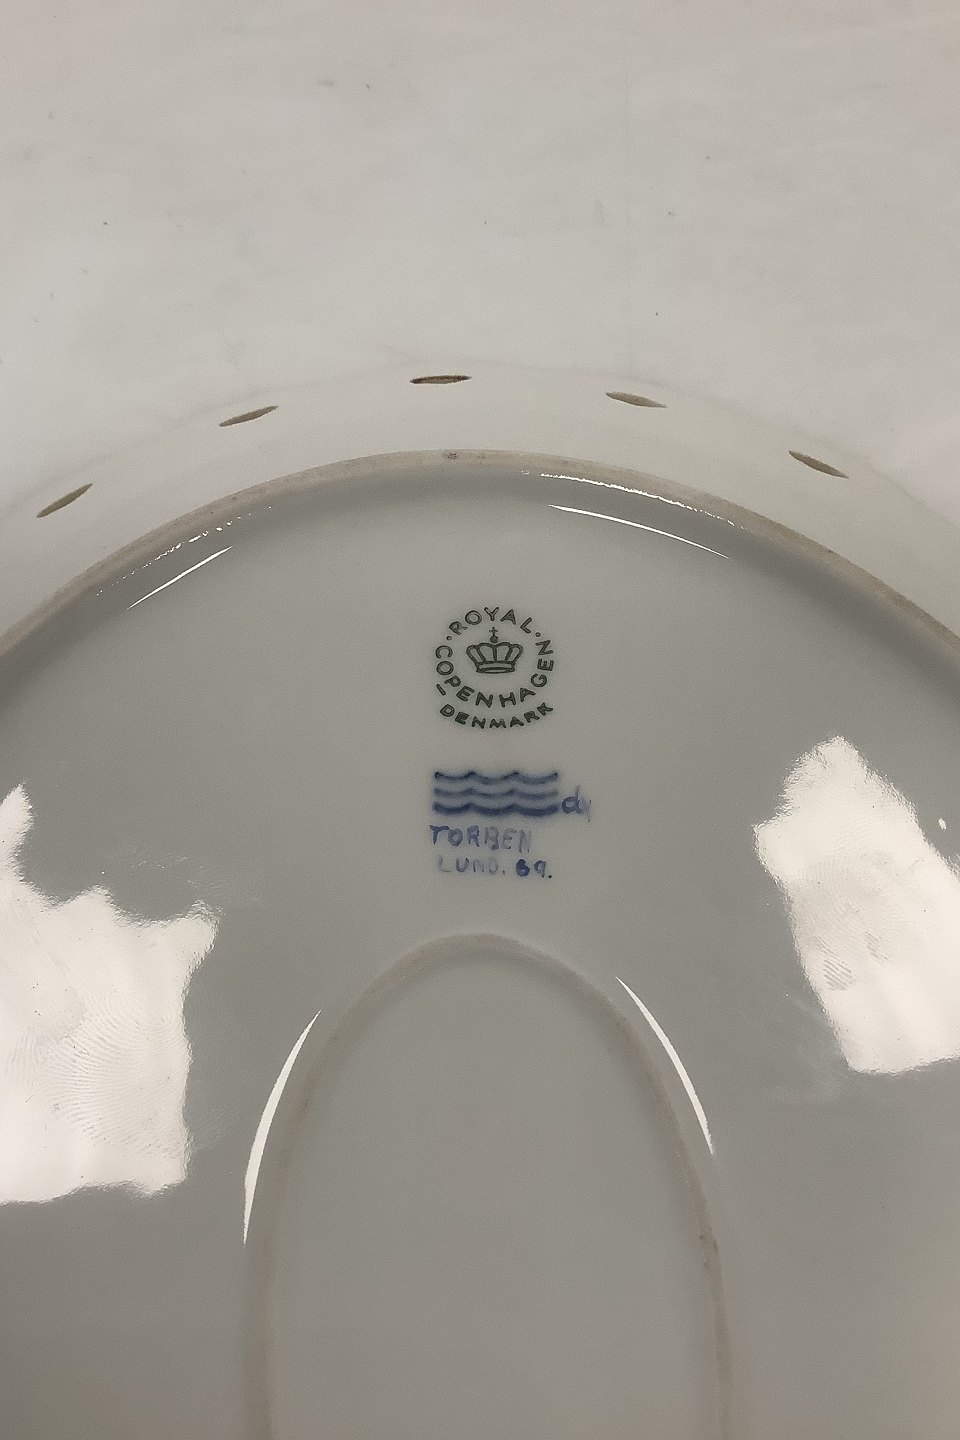 ROYAL
COPENHAGEN
DENMARK
TORBEN
LUND. 69.